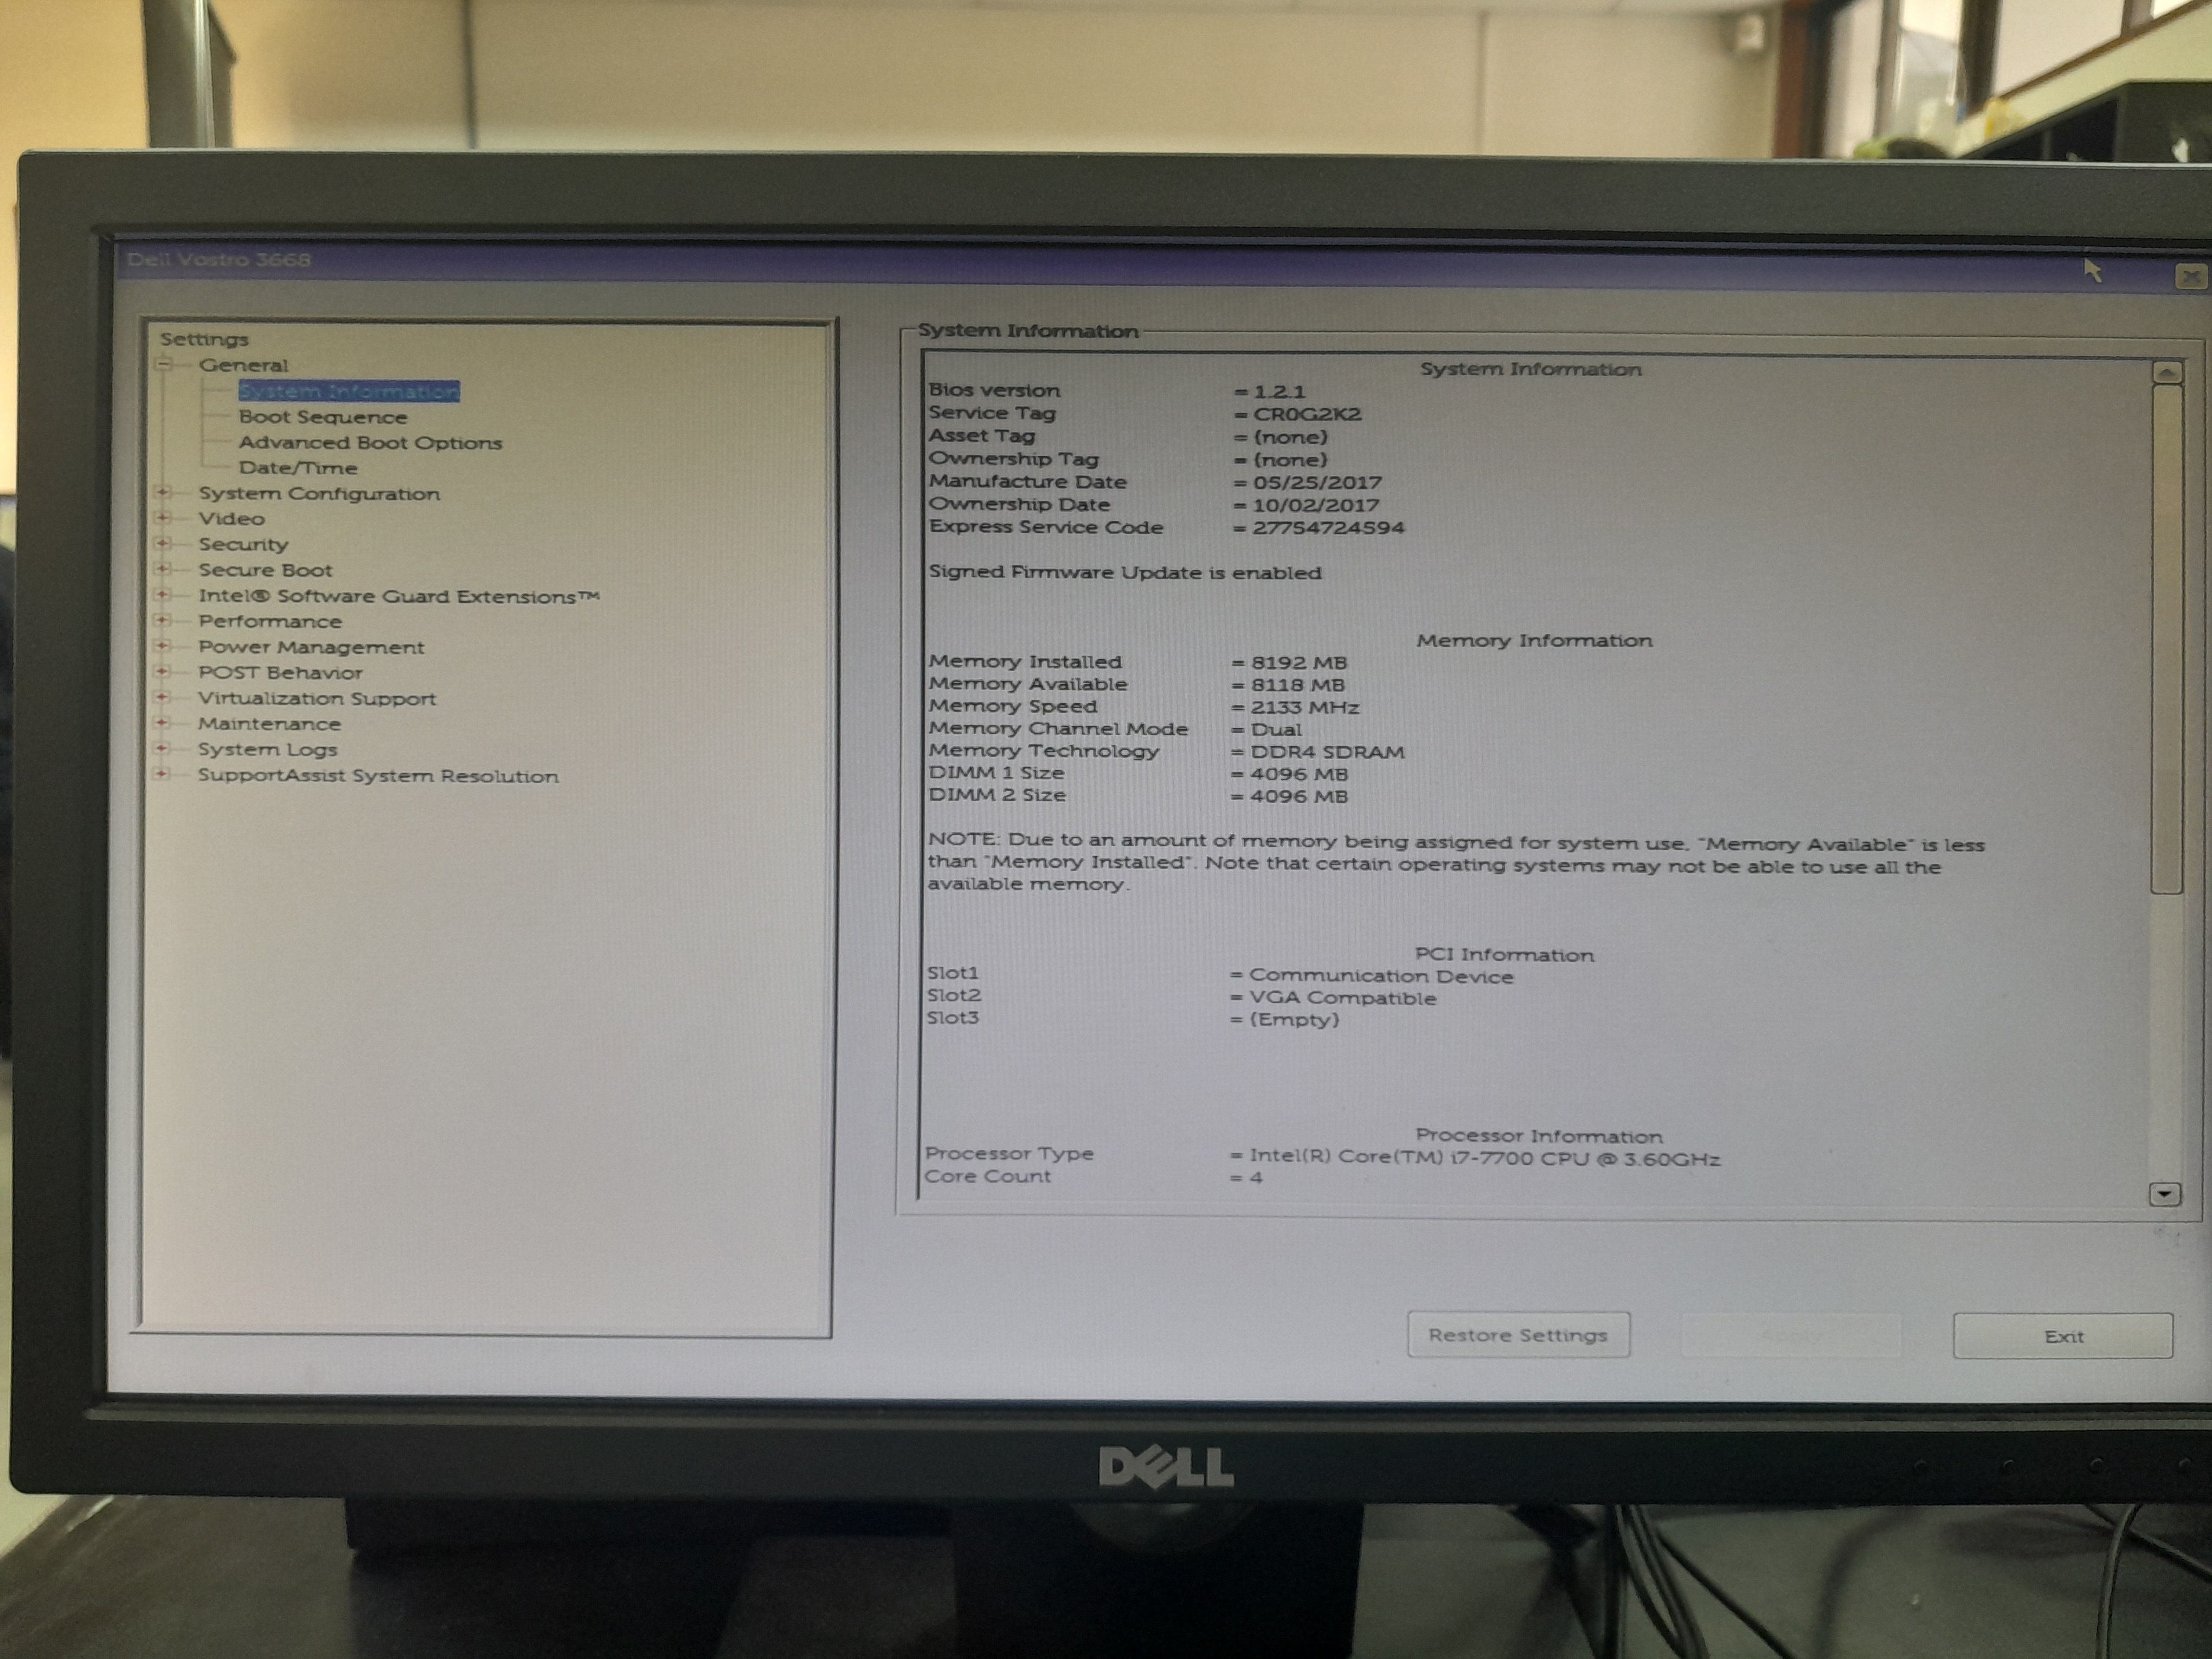 Dell Vostro 3668
Settings
General
System Information
Boot Sequence
Advanced Boot Options
Date/Time
System Configuration
Video
Security
Secure Boot
Intel® Software Guard Extensions™
Performance
Power Management
POST Behavior
Virtualization Support
Maintenance
System Logs
SupportAssist System Resolution
System Information
System Information
Bios version = 1.2.1
Service Tag = CR0G2K2
Asset Tag = (none)
Ownership Tag = (none)
Manufacture Date = 05/25/2017
Ownership Date = 10/02/2017
Express Service Code = 27754724594
Signed Firmware Update is enabled
Memory Information
Memory Installed = 8192 MB
Memory Available = 8118 MB
Memory Speed = 2133 MHz
Memory Channel Mode = Dual
Memory Technology = DDR4 SDRAM
DIMM 1 Size = 4096 MB
DIMM 2 Size = 4096 MB
NOTE: Due to an amount of memory being assigned for system use, "Memory Available" is less
than "Memory Installed". Note that certain operating systems may not be able to use all the
available memory.
PCI Information
Slot1 = Communication Device
Slot2 = VGA Compatible
Slot3 = (Empty)
Processor Information
Processor Type = Intel(R) Core(TM) i7-7700 CPU @ 3.60GHz
Core Count = 4
Restore Settings
Exit
DELL